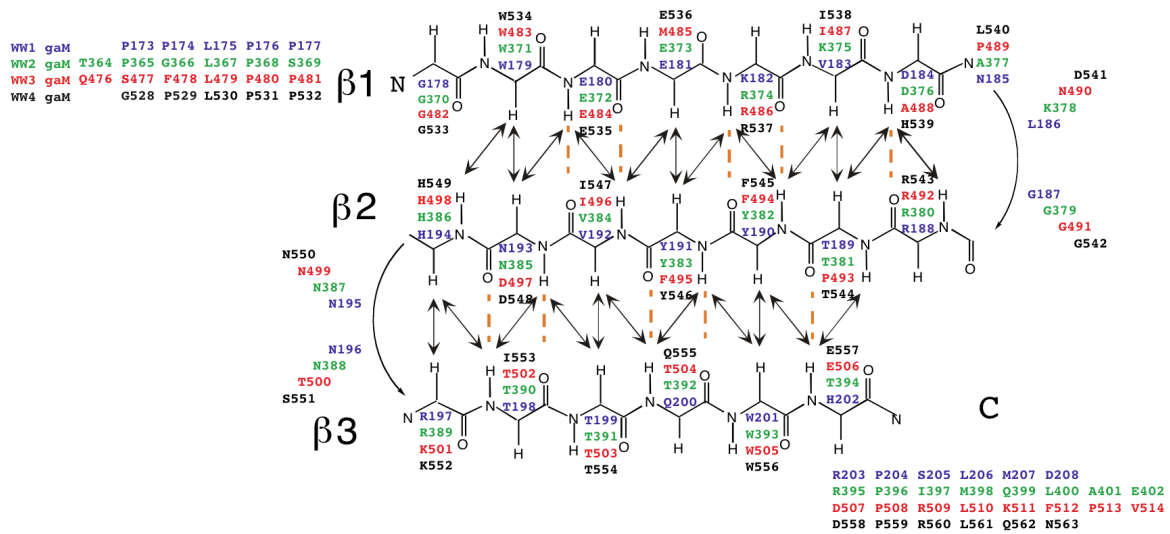 WW1 gaM P173 P174 L175 P176 P177
WW2 gaM T364 P365 G366 L367 P368 S369
WW3 gaM Q476 S477 F478 L479 P480 P481
WW4 gaM G528 P529 L530 P531 P532
β1
N
G178
G370
G482
G533
W534
W483
W371
W179
E180
E372
E484
E535
E536
M485
E373
E181
K182
R374
R486
R537
I538
I487
K375
V183
D184
D376
A488
H539
L540
P489
A377
N185
D541
N490
K378
L186
G187
G379
G491
G542
β2
H549
H498
H386
H194
N193
N385
D497
D548
I547
I496
V384
V192
Y191
Y383
F495
Y546
F545
F494
Y382
Y190
T189
T381
P493
T544
R543
R492
R380
R188
N550
N499
N387
N195
N196
N388
T500
S551
β3
R197
R389
K501
K552
I553
T502
T390
T198
T199
T391
T503
T554
Q555
T504
T392
Q200
W201
W393
W505
W556
E557
E506
T394
H202
C
R203 P204 S205 L206 M207 D208
R395 P396 I397 M398 Q399 L400 A401 E402
D507 P508 R509 L510 K511 F512 P513 V514
D558 P559 R560 L561 Q562 N563